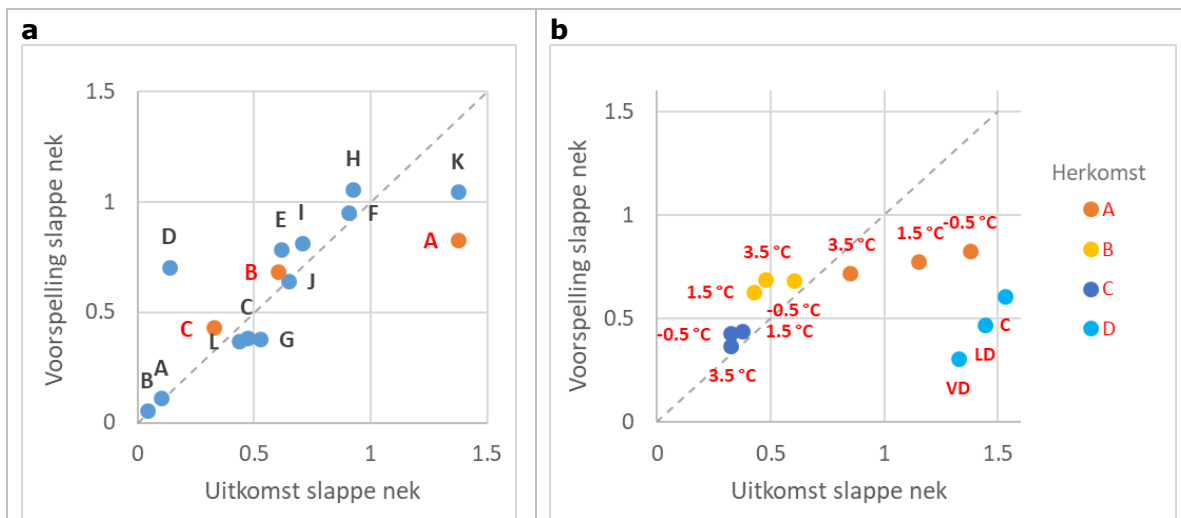 a
Voorspelling slappe nek
1.5
1
0.5
0
0
0.5
1
1.5
Uitkomst slappe nek
H
K
D
E
I
F
A
B
J
C
C
L
G
B
A
b
Voorspelling slappe nek
1.5
1
0.5
0
0
0.5
1
1.5
Uitkomst slappe nek
3.5 °C
1.5 °C
-0.5 °C
3.5 °C
1.5 °C
-0.5 °C
-0.5 °C
1.5 °C
3.5 °C
C
LD
VD
Herkomst
A
B
C
D